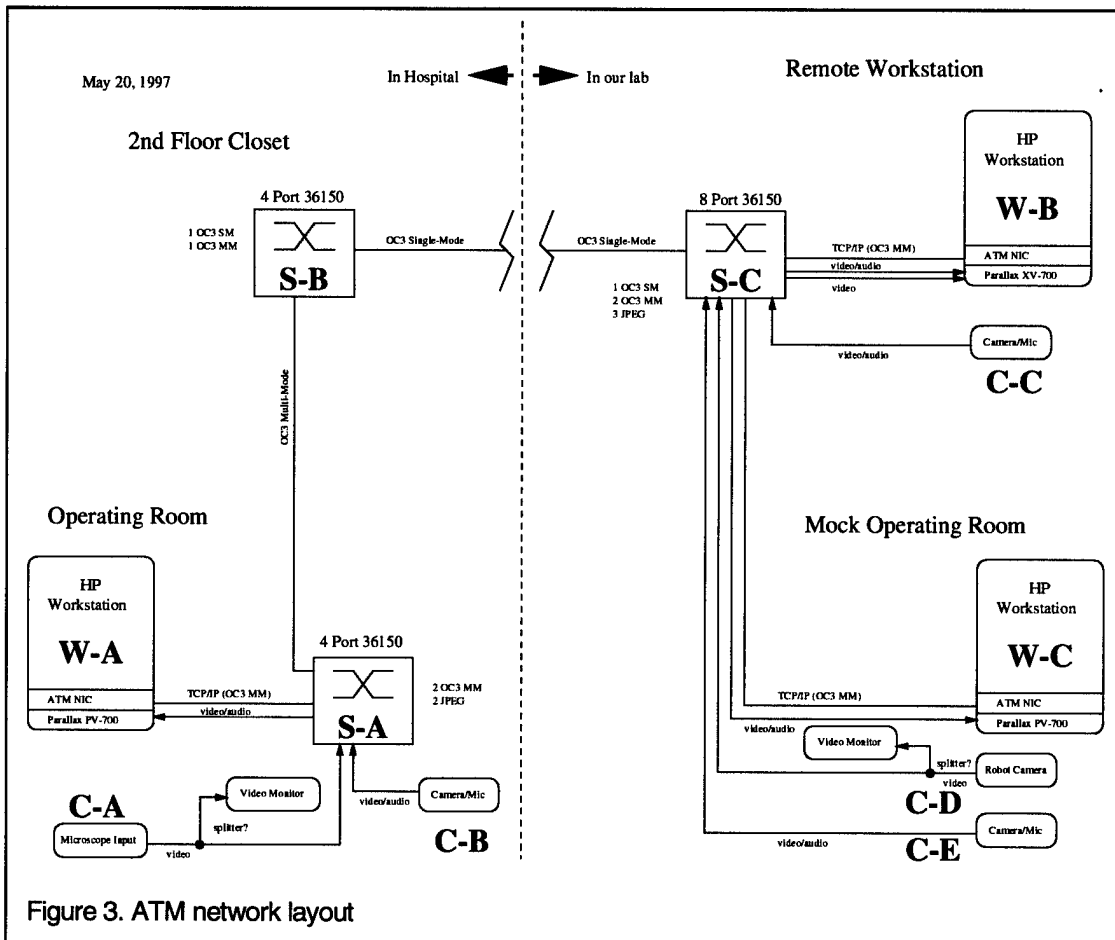 May 20, 1997
In Hospital
In our lab
Remote Workstation
2nd Floor Closet
4 Port 36150
1 OC3 SM
1 OC3 MM
S-B
OC3 Single-Mode
OC3 Single-Mode
8 Port 36150
S-C
1 OC3 SM
2 OC3 MM
3 JPEG
TCP/IP (OC3 MM)
video/audio
video
HP
Workstation
W-B
ATM NIC
Parallax XV-700
Camera/Mic
video/audio
C-C
OC3 Multi-Mode
Operating Room
HP
Workstation
W-A
ATM NIC
Parallax PV-700
TCP/IP (OC3 MM)
video/audio
4 Port 36150
S-A
2 OC3 MM
2 JPEG
C-A
Microscope Input
video
splitter?
Video Monitor
Camera/Mic
video/audio
C-B
Mock Operating Room
HP
Workstation
W-C
ATM NIC
Parallax PV-700
TCP/IP (OC3 MM)
video/audio
Video Monitor
splitter?
video
Robot Camera
C-D
Camera/Mic
C-E
video/audio
Figure 3. ATM network layout